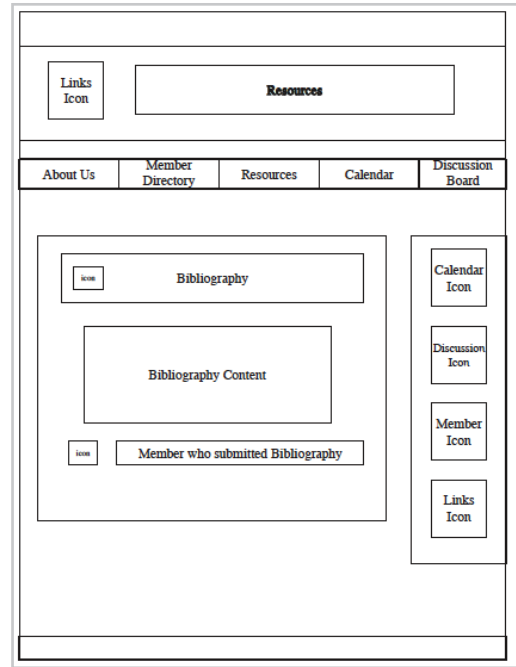 Links
Icon
Resources
About Us
Member
Directory
Resources
Calendar
Discussion
Board
icon
Bibliography
Bibliography Content
icon
Member who submitted Bibliography
Calendar
Icon
Discussion
Icon
Member
Icon
Links
Icon